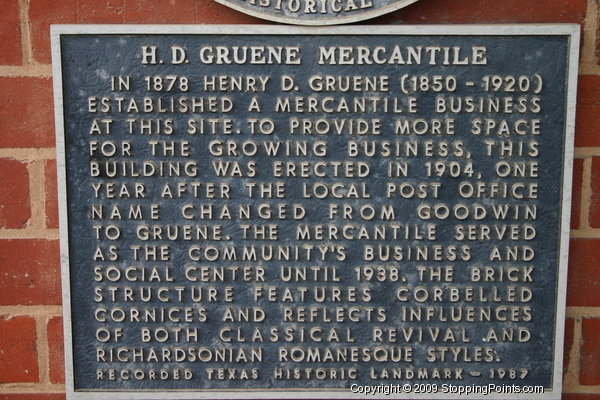 HISTORICAL
H. D. GRUENE MERCANTILE
IN 1878 HENRY D. GRUENE (1850 - 1920)
ESTABLISHED A MERCANTILE BUSINESS
AT THIS SITE. TO PROVIDE MORE SPACE
FOR THE GROWING BUSINESS, THIS
BUILDING WAS ERECTED IN 1904, ONE
YEAR AFTER THE LOCAL POST OFFICE
NAME CHANGED FROM GOODWIN
TO GRUENE. THE MERCANTILE SERVED
AS THE COMMUNITY'S BUSINESS AND
SOCIAL CENTER UNTIL 1938. THE BRICK
STRUCTURE FEATURES CORBELLED
CORNICES AND REFLECTS INFLUENCES
OF BOTH CLASSICAL REVIVAL AND
RICHARDSONIAN ROMANESQUE STYLES.
RECORDED TEXAS HISTORIC LANDMARK - 1987
Copyright © 2009 StoppingPoints.com